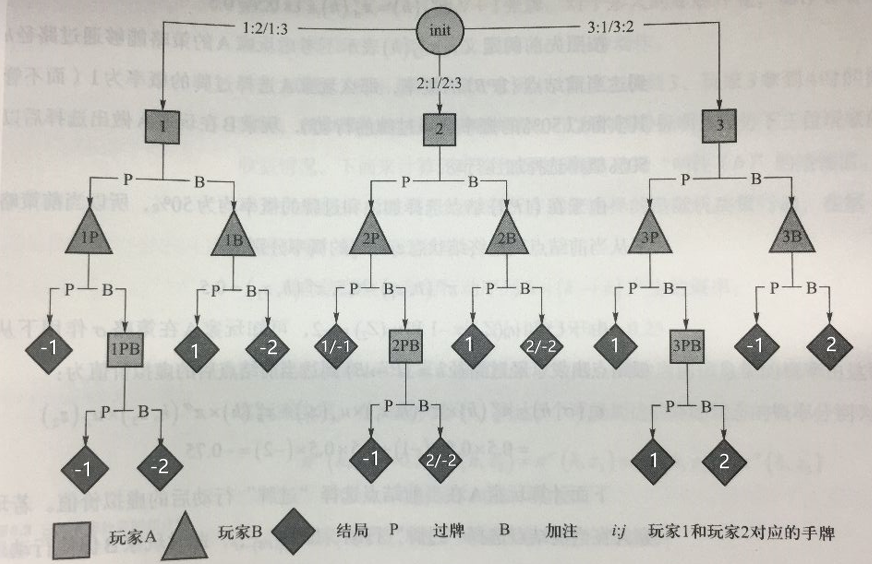 init
1:2/1:3
3:1/3:2
2:1/2:3
1 2 3
P B P B P B
1P 1B 2P 2B 3P 3B
P B P B P B P B P B P B
-1 1PB 1 -2 1/-1 2PB 1 2/-2 1 3PB -1 2
P B P B P B
-1 -2 -1 2/-2 1 2
玩家A 玩家B 结局 P 过牌 B 加注 i:j 玩家1和玩家2对应的手牌